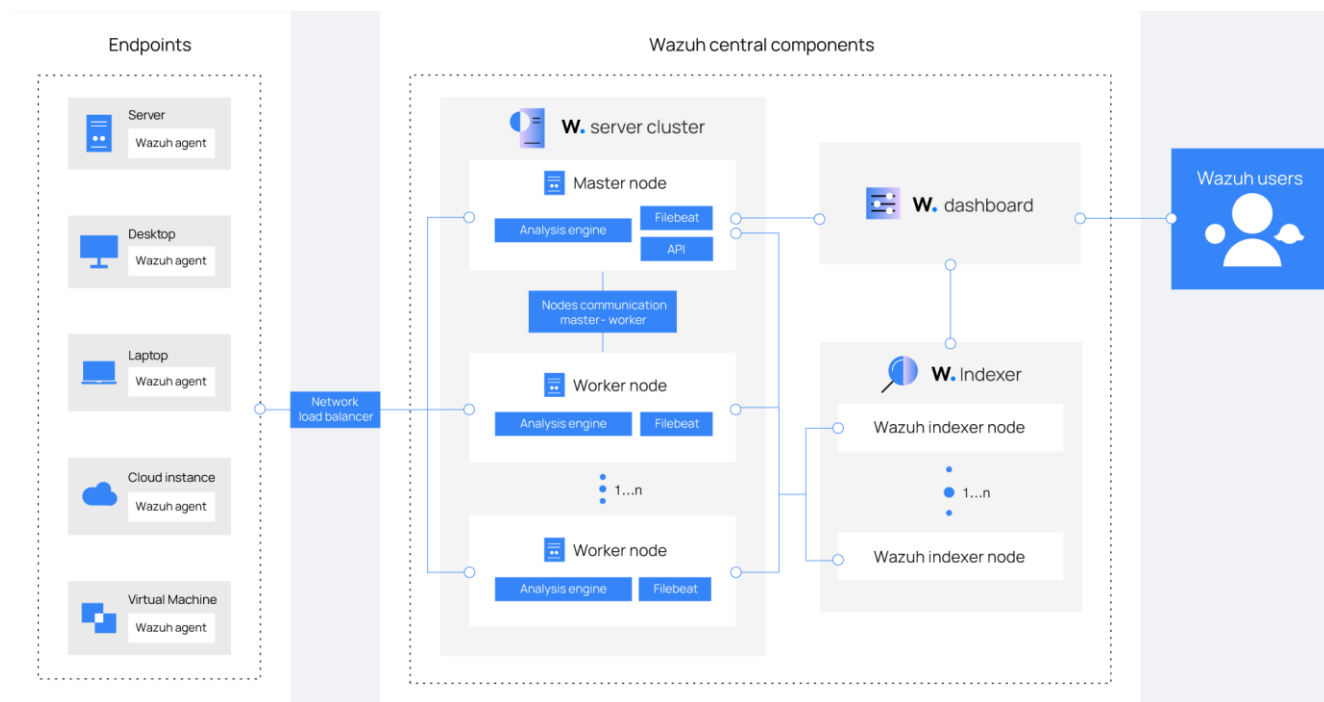 Endpoints
Server
Wazuh agent
Desktop
Wazuh agent
Laptop
Wazuh agent
Cloud instance
Wazuh agent
Virtual Machine
Wazuh agent
Network
load balancer
Wazuh central components
W. server cluster
Master node
Analysis engine
Filebeat
API
Nodes communication
master- worker
Worker node
Analysis engine
Filebeat
1...n
Worker node
Analysis engine
Filebeat
W. dashboard
W. Indexer
Wazuh indexer node
1...n
Wazuh indexer node
Wazuh users